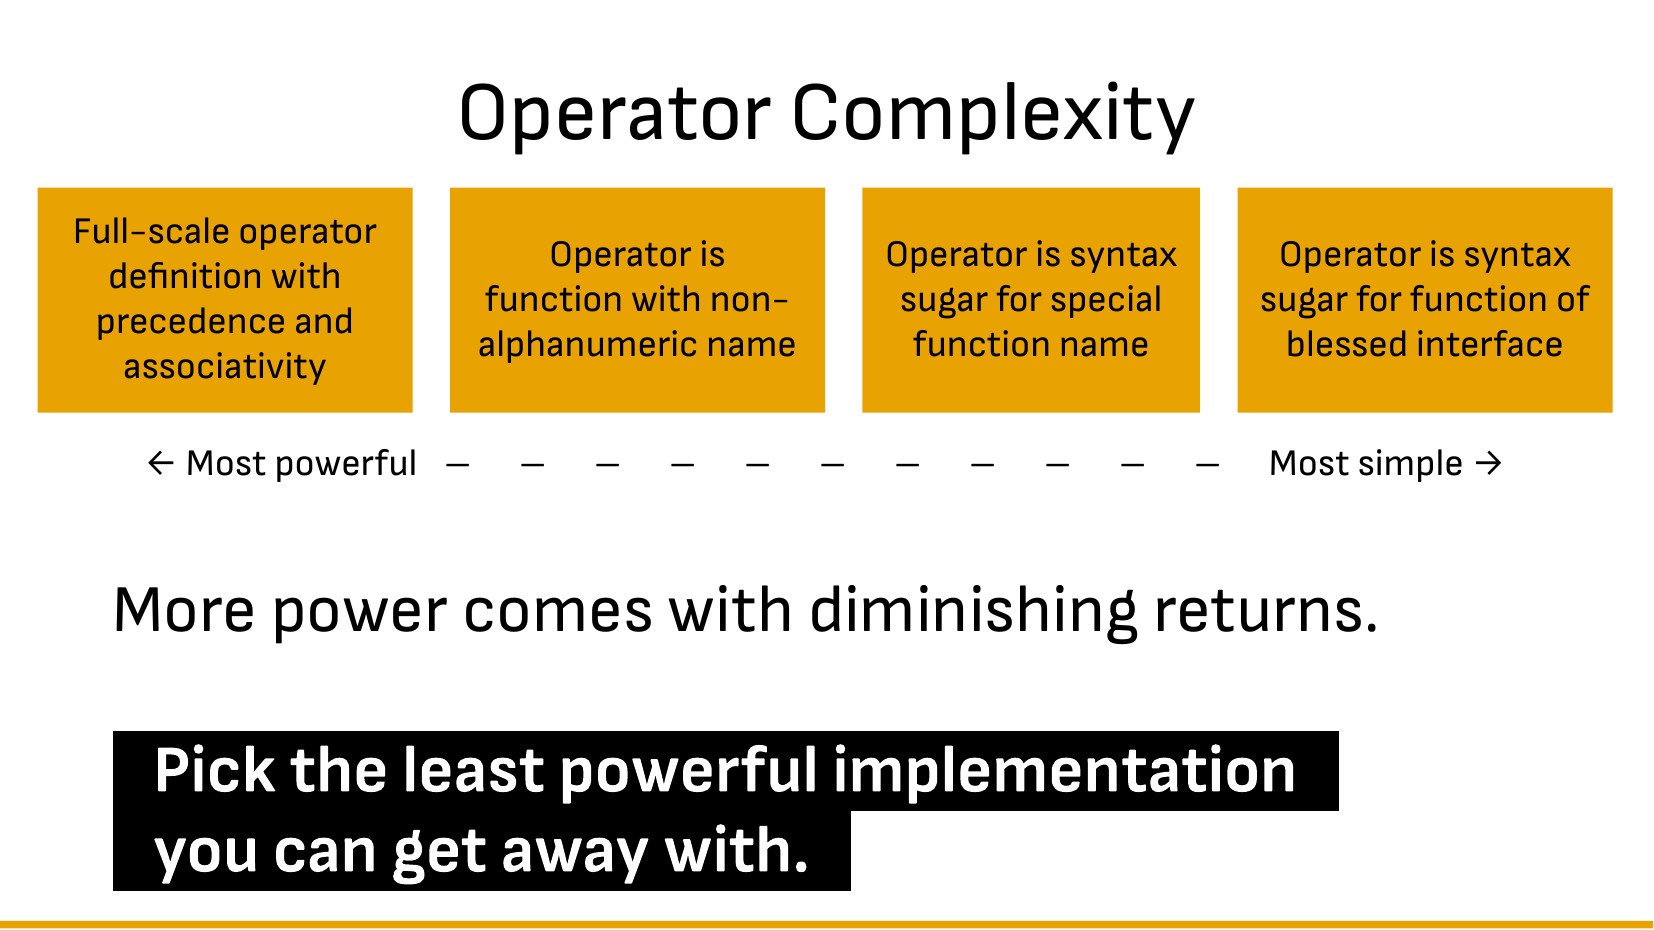 Operator Complexity
Full-scale operator
definition with
precedence and
associativity
Operator is
function with non-
alphanumeric name
Operator is syntax
sugar for special
function name
Operator is syntax
sugar for function of
blessed interface
← Most powerful – – – – – – – – – – – Most simple →
More power comes with diminishing returns.
Pick the least powerful implementation
you can get away with.